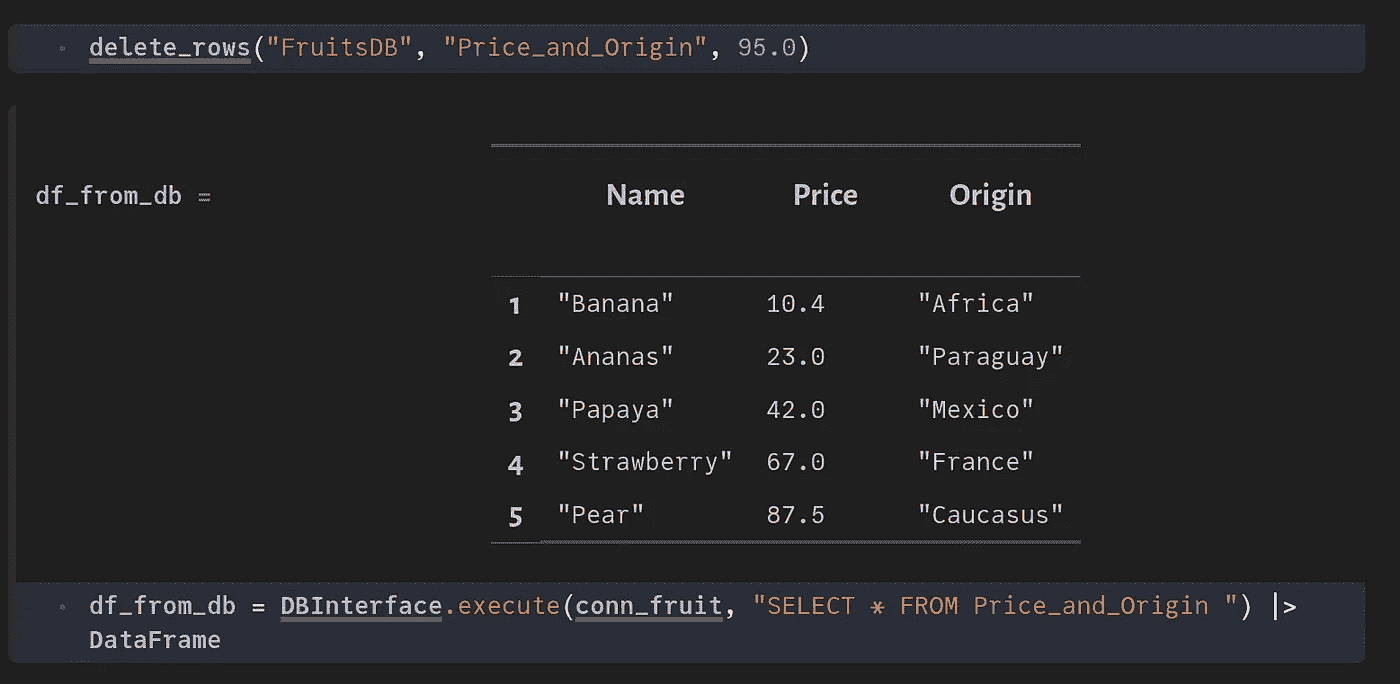 delete_rows("FruitsDB", "Price_and_Origin", 95.0)
df_from_db =
Name Price Origin
1 "Banana" 10.4 "Africa"
2 "Ananas" 23.0 "Paraguay"
3 "Papaya" 42.0 "Mexico"
4 "Strawberry" 67.0 "France"
5 "Pear" 87.5 "Caucasus"
df_from_db = DBInterface.execute(conn_fruit, "SELECT * FROM Price_and_Origin ") |>
DataFrame